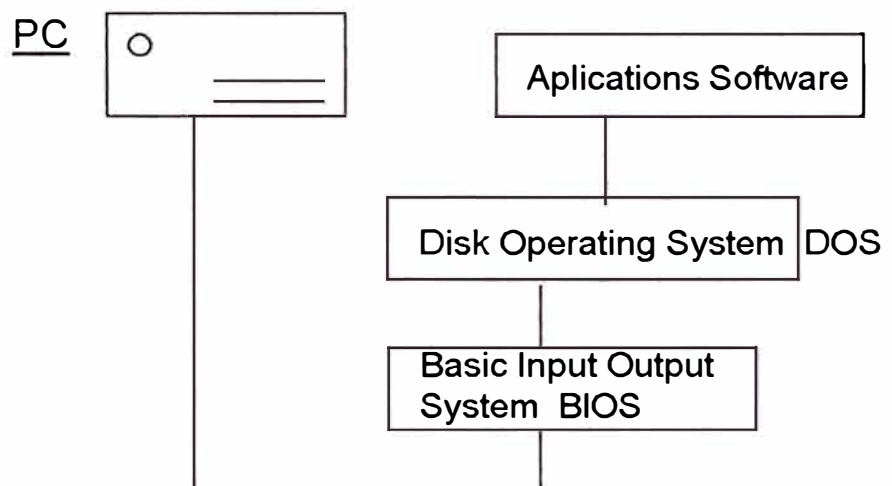 PC
Aplications Software
Disk Operating System DOS
Basic Input Output
System BIOS